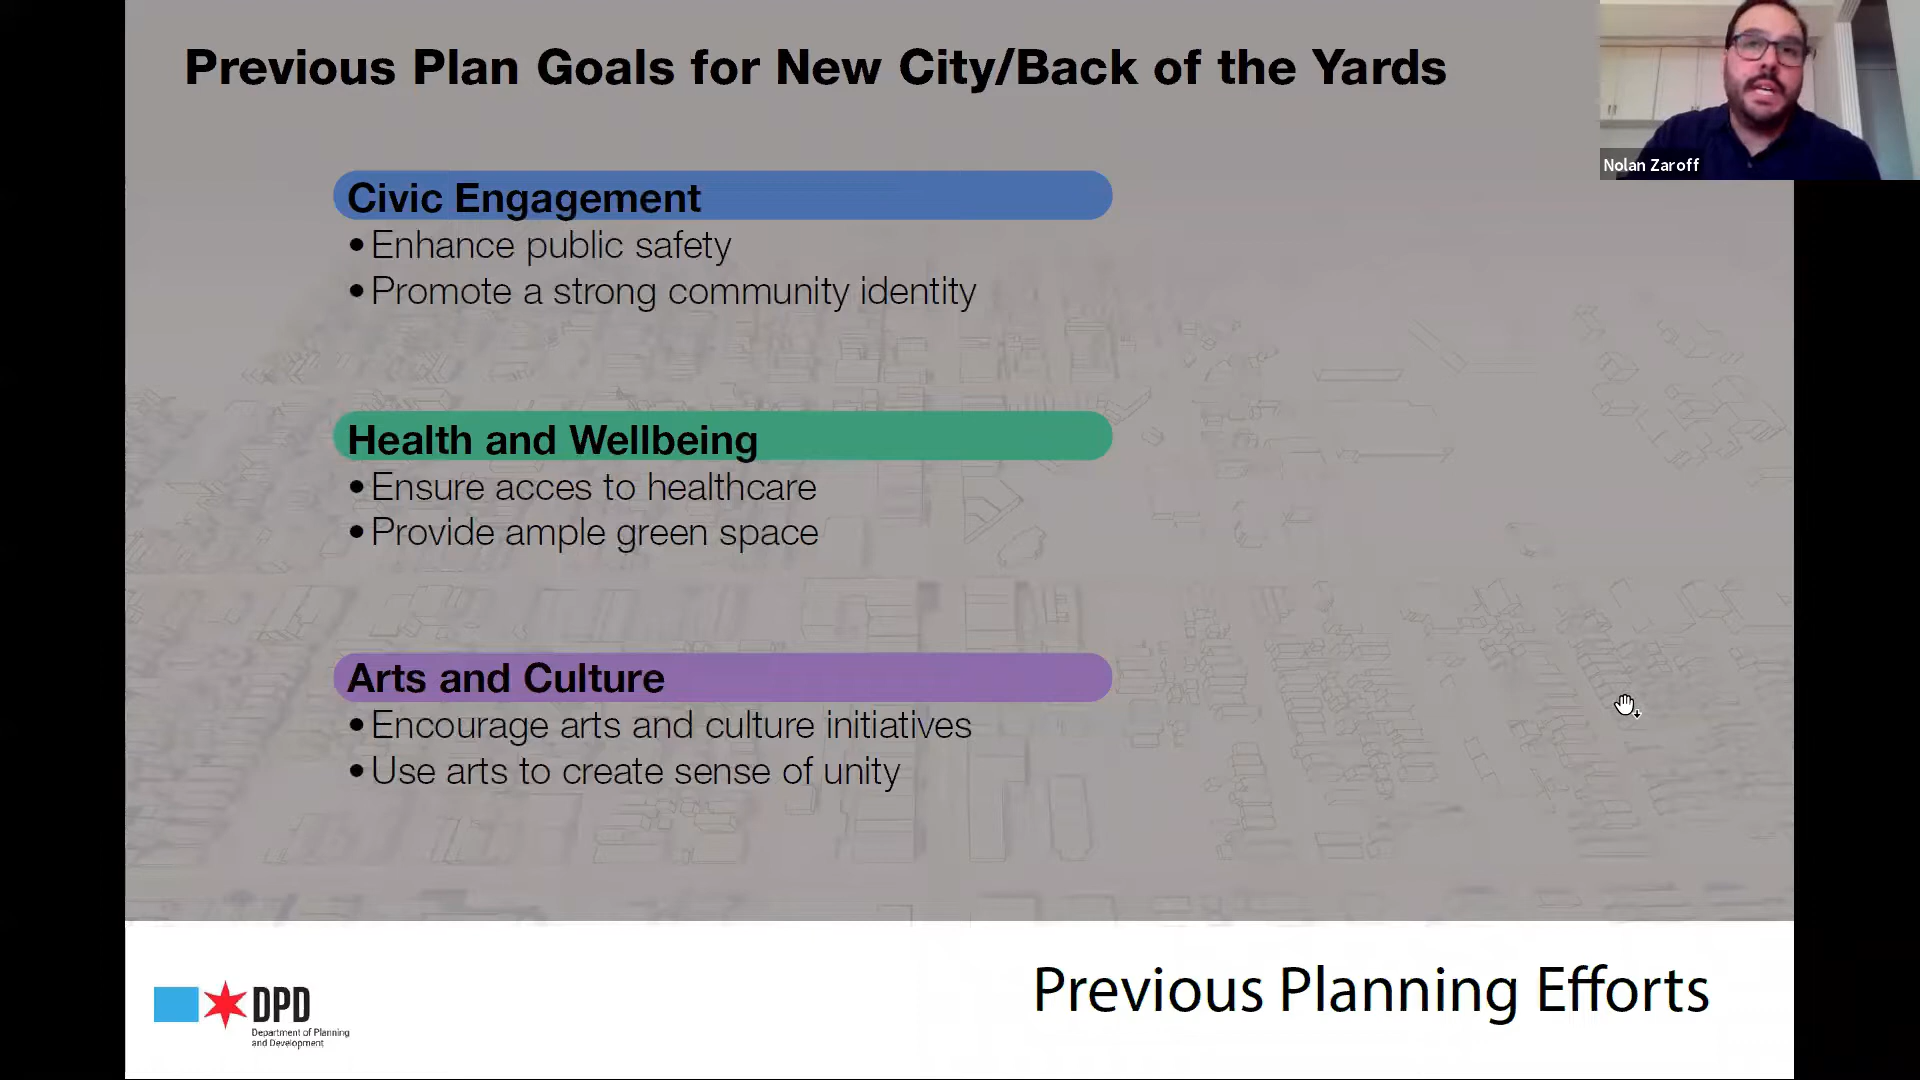 Previous Plan Goals for New City/Back of the Yards
Nolan Zaroff
Civic Engagement
•Enhance public safety
•Promote a strong community identity
Health and Wellbeing
•Ensure acces to healthcare
•Provide ample green space
Arts and Culture
•Encourage arts and culture initiatives
•Use arts to create sense of unity
DPD
Department of Planning
and Development
Previous Planning Efforts